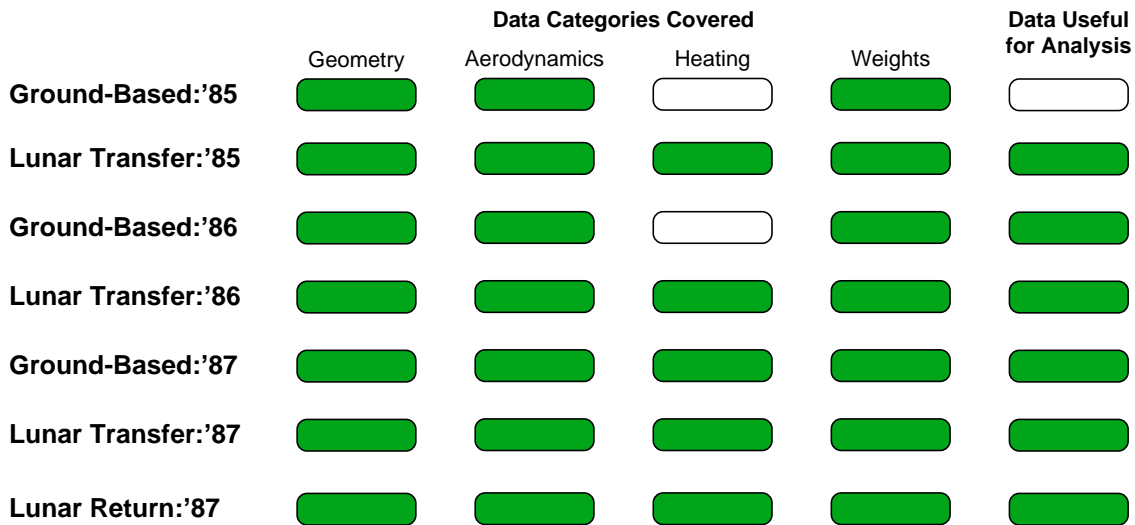 Data Categories Covered
Data Useful
for Analysis
Geometry Aerodynamics Heating Weights
Ground-Based:’85
Lunar Transfer:’85
Ground-Based:’86
Lunar Transfer:’86
Ground-Based:’87
Lunar Transfer:’87
Lunar Return:’87